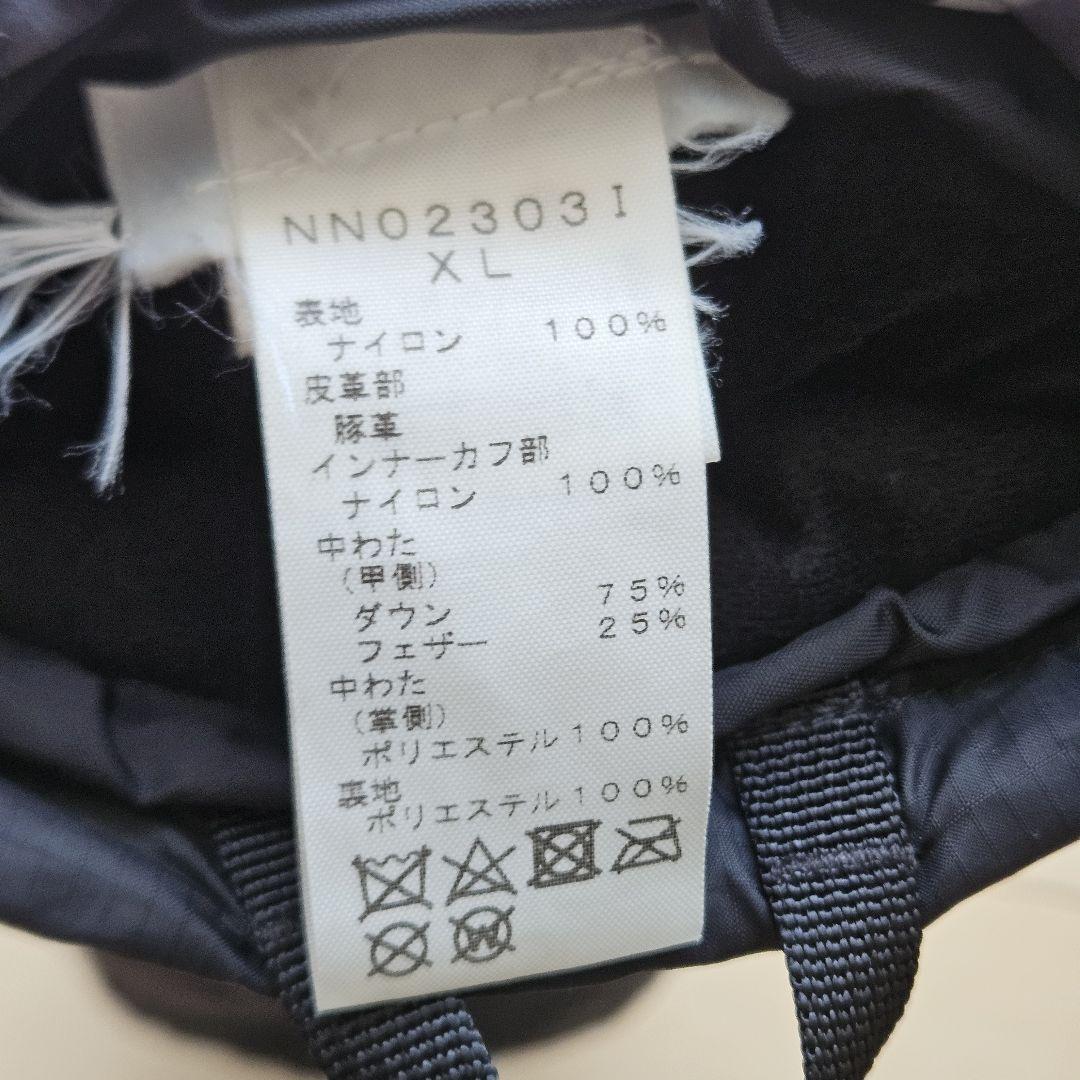 NN02303I
XL
表地
ナイロン 100%
皮革部
豚革
インナーカフ部
ナイロン 100%
中わた
(甲側)
ダウン 75%
フェザー 25%
中わた
(掌側)
ポリエステル100%
裏地
ポリエステル100%
W